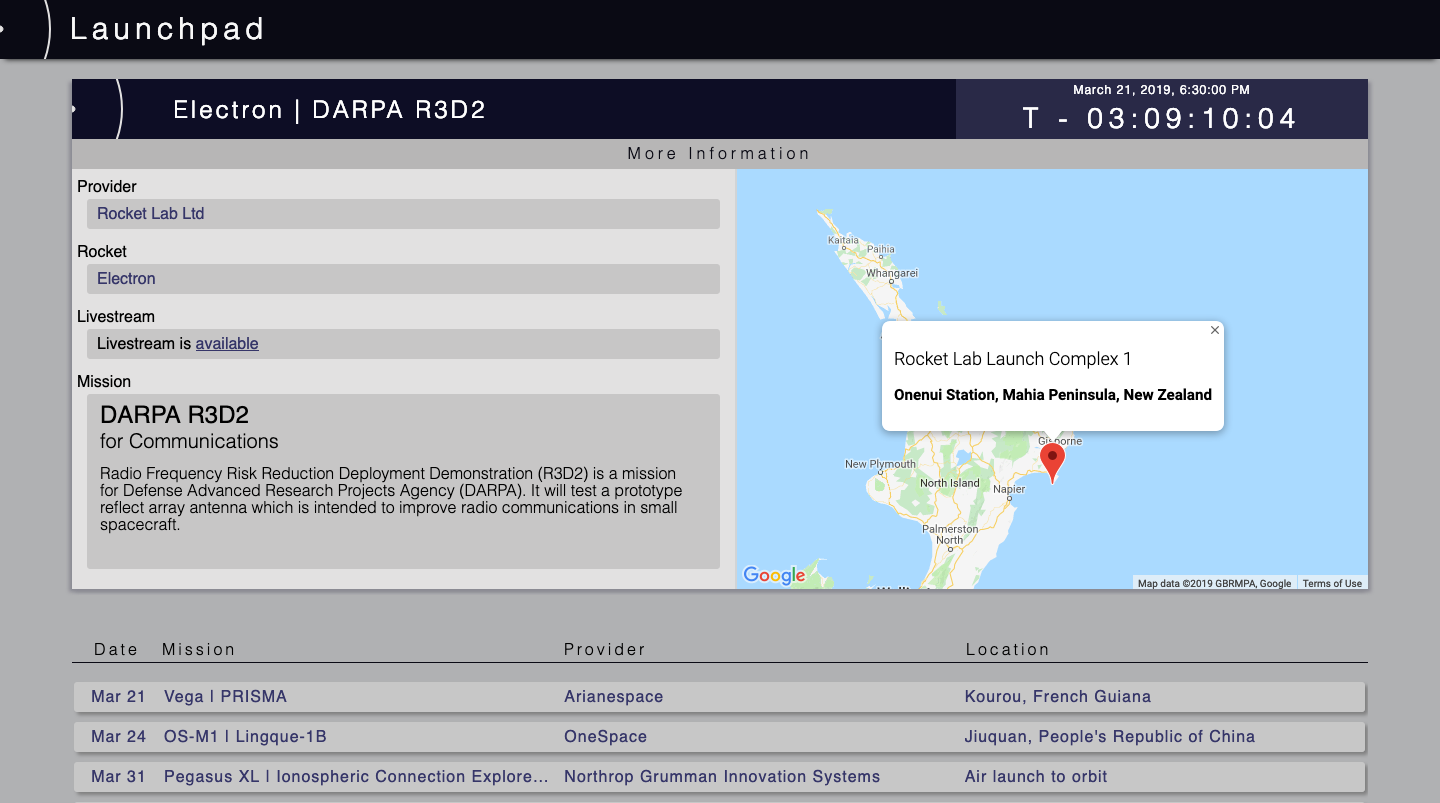 Launchpad
Electron | DARPA R3D2
March 21, 2019, 6:30:00 PM
T - 03:09:10:04
More Information
Provider
Rocket Lab Ltd
Rocket
Electron
Livestream
Livestream is available
Mission
DARPA R3D2
for Communications
Radio Frequency Risk Reduction Deployment Demonstration (R3D2) is a mission
for Defense Advanced Research Projects Agency (DARPA). It will test a prototype
reflect array antenna which is intended to improve radio communications in small
spacecraft.
Kaitaia
Paihia
Whangarei
Rocket Lab Launch Complex 1
Onenui Station, Mahia Peninsula, New Zealand
Gisborne
New Plymouth
North Island
Napier
Palmerston
North
Google
Map data ©2019 GBRMPA, Google
Terms of Use
Date Mission Provider Location
Mar 21 Vega | PRISMA Arianespace Kourou, French Guiana
Mar 24 OS-M1 | Lingque-1B OneSpace Jiuquan, People's Republic of China
Mar 31 Pegasus XL | Ionospheric Connection Explore... Northrop Grumman Innovation Systems Air launch to orbit